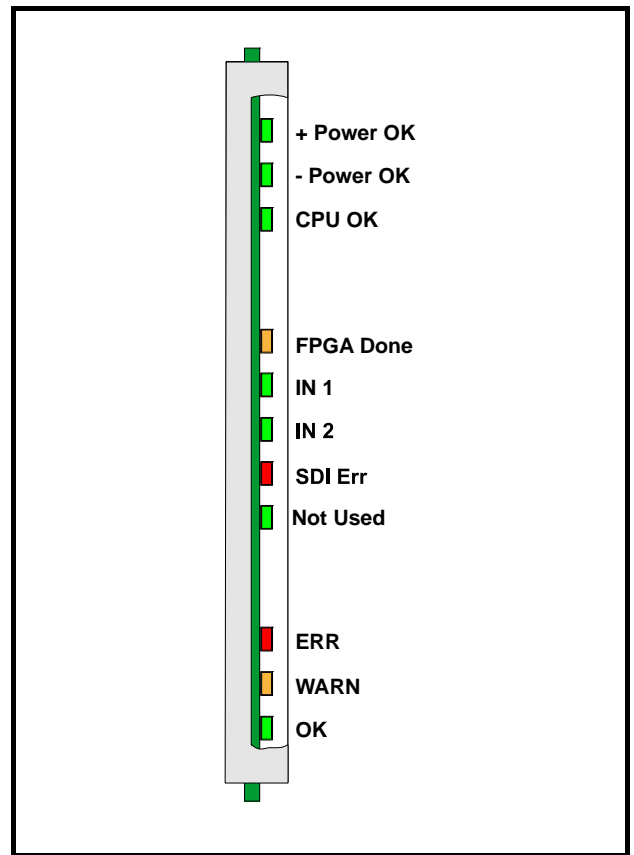 + Power OK
- Power OK
CPU OK
FPGA Done
IN 1
IN 2
SDI Err
Not Used
ERR
WARN
OK